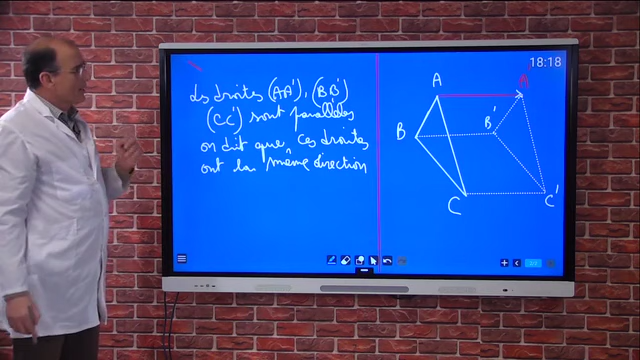 Les droites (AA'), (BB')
(CC') sont parallèles
on dit que ces droites
ont la même direction
18:18
A
A'
B
B'
C
C'